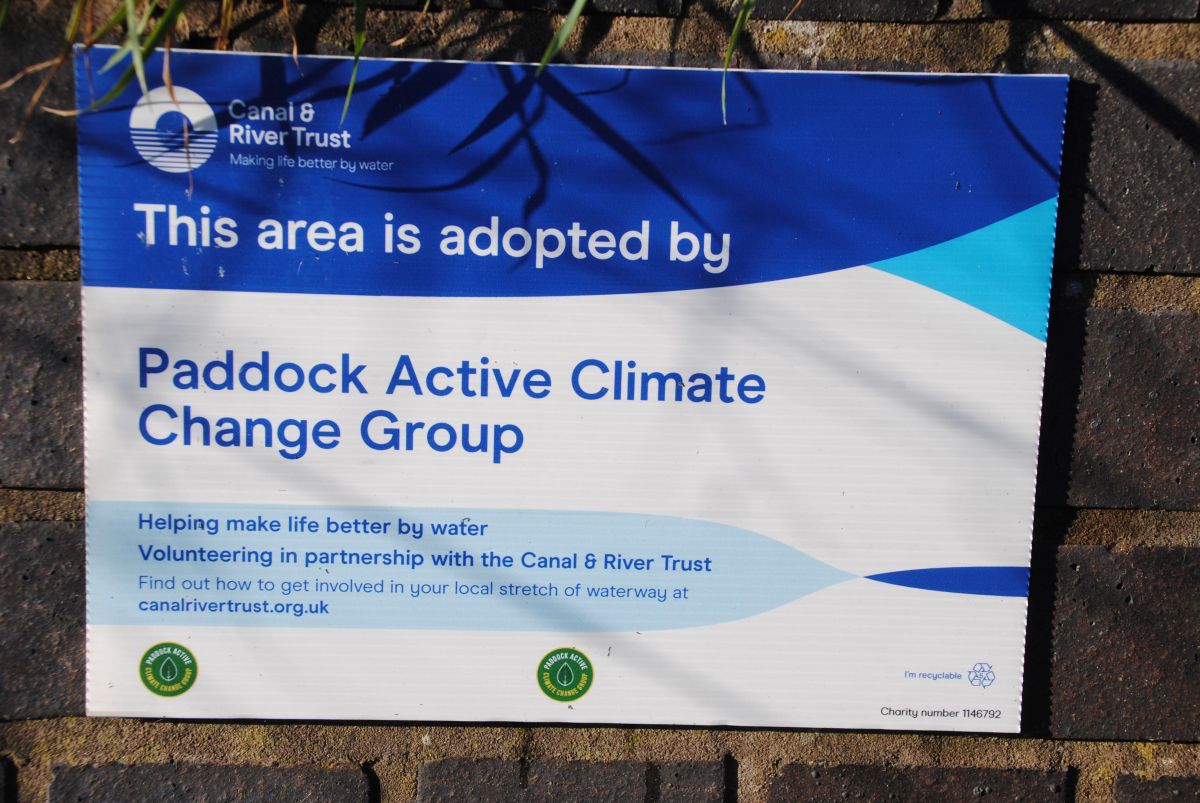 Canal &
River Trust
Making life better by water
This area is adopted by
Paddock Active Climate
Change Group
Helping make life better by water
Volunteering in partnership with the Canal & River Trust
Find out how to get involved in your local stretch of waterway at
canalrivertrust.org.uk
PADDOCK ACTIVE
CLIMATE CHANGE GROUP
PADDOCK ACTIVE
CLIMATE CHANGE GROUP
I'm recyclable
Charity number 1146792